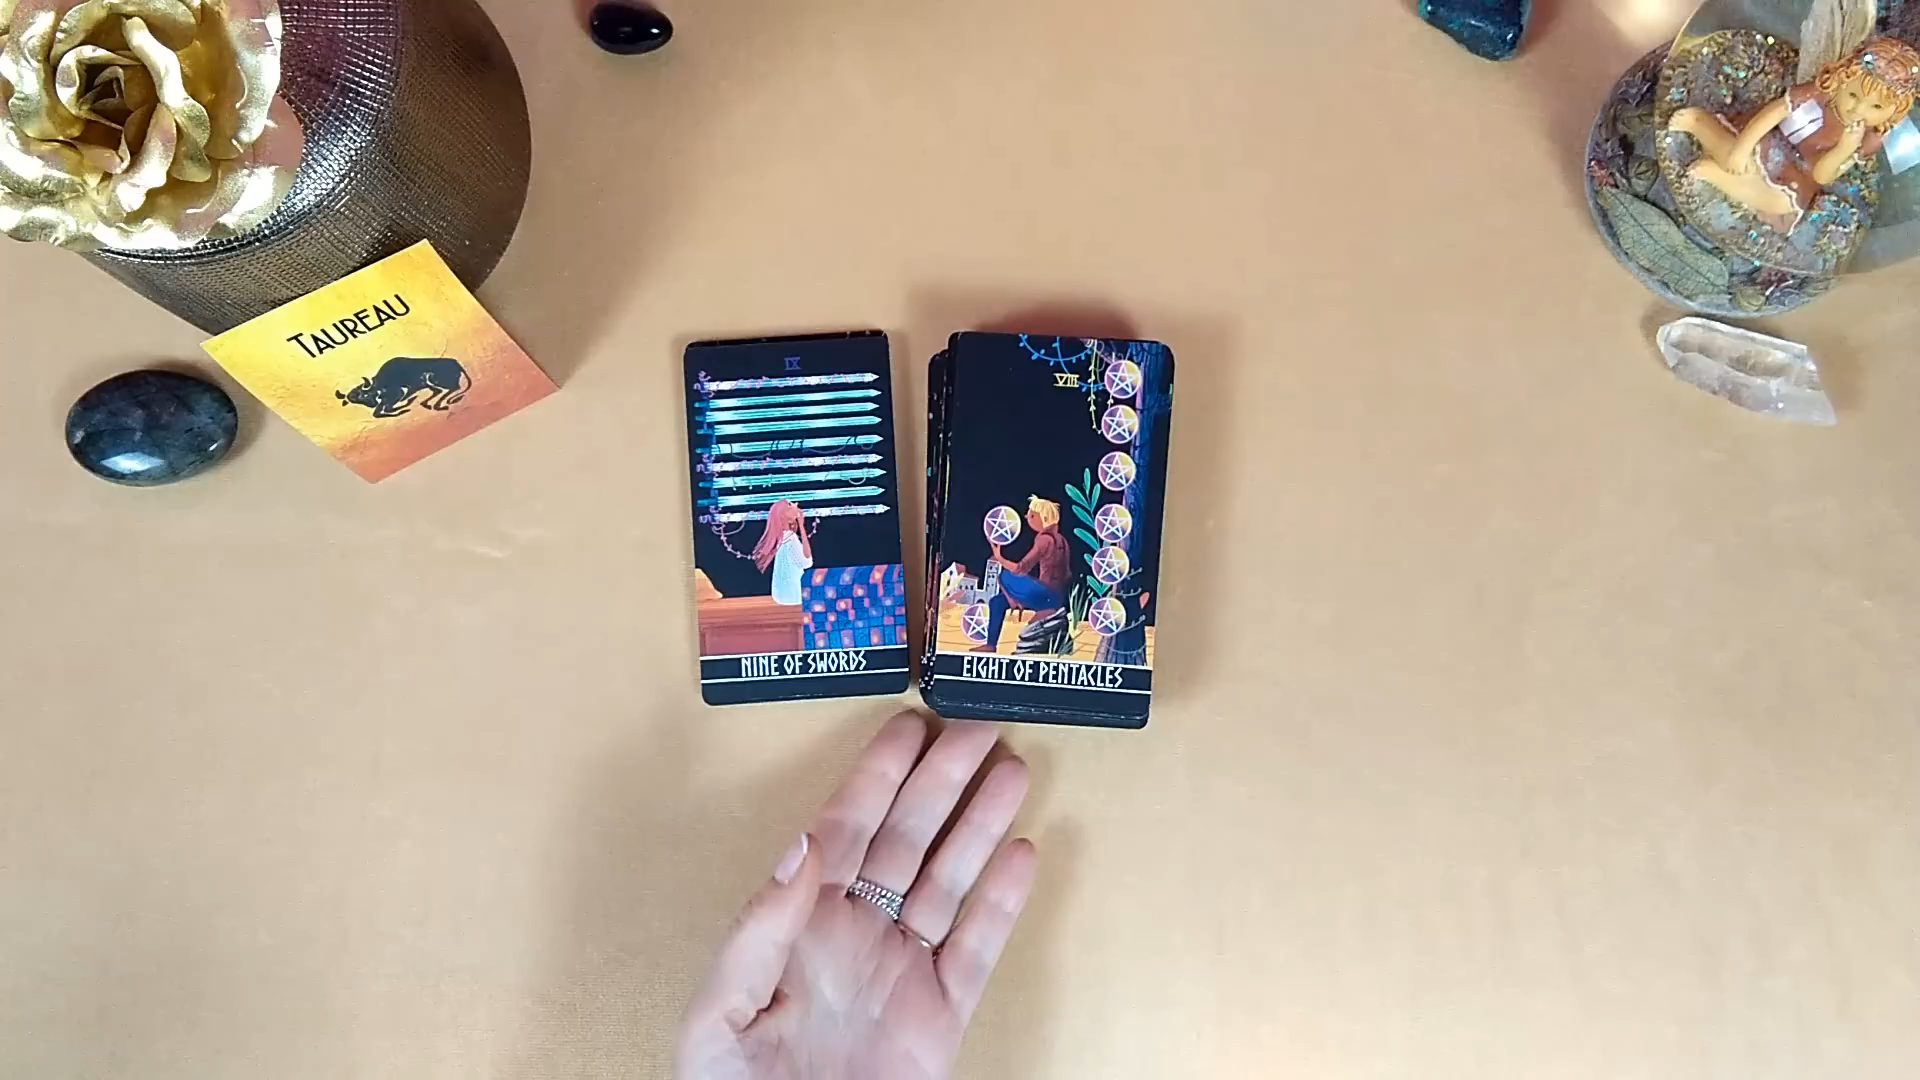 TAUREAU
IX
NINE OF SWORDS
VIII
EIGHT OF PENTACLES